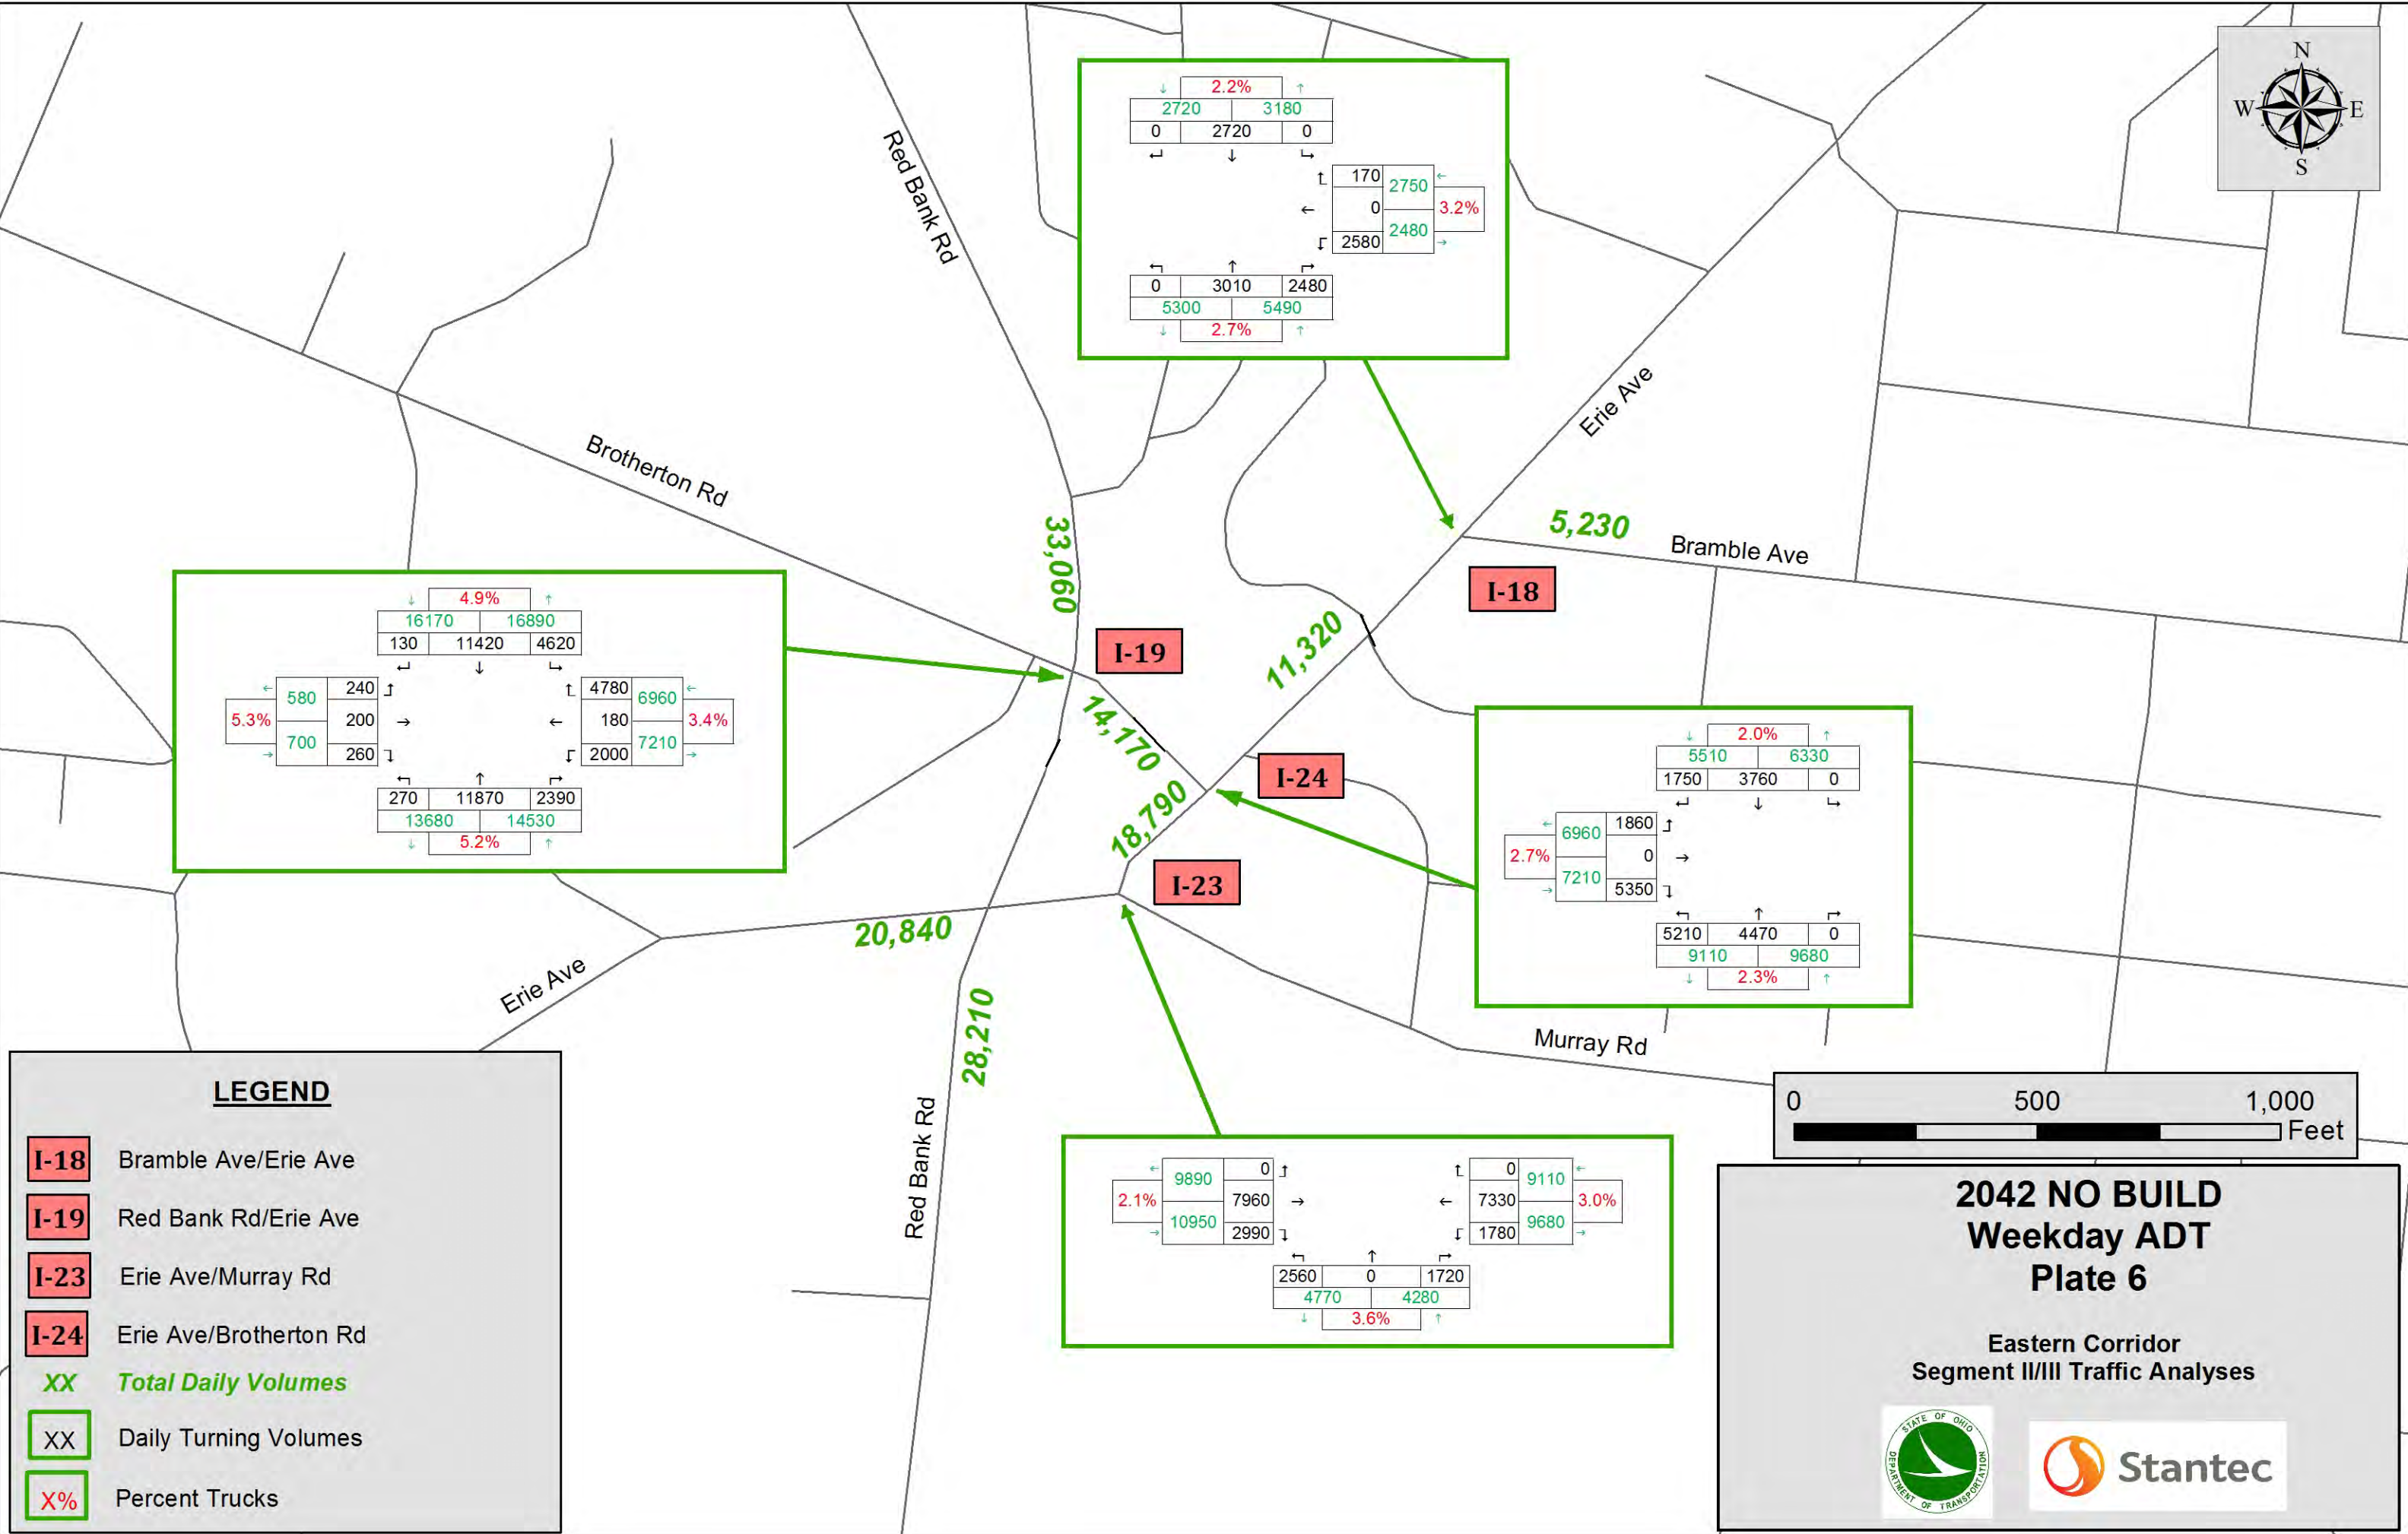 N
W E
S
2.2%
2720 3180
0 2720 0
170 2750
0 3.2%
2580 2480
0 3010 2480
5300 5490
2.7%
Red Bank Rd
Erie Ave
Brotherton Rd
33,060
5,230
Bramble Ave
I-18
11,320
I-19
4.9%
16170 16890
130 11420 4620
580 240
5.3% 200
700 260
4780 6960
180 3.4%
2000 7210
270 11870 2390
13680 14530
5.2%
14,170
I-24
18,790
I-23
2.0%
5510 6330
1750 3760 0
6960 1860
2.7% 0
7210 5350
5210 4470 0
9110 9680
2.3%
20,840
Erie Ave
28,210
Murray Rd
Red Bank Rd
9890 0
2.1% 7960
10950 2990
0 9110
7330 3.0%
1780 9680
2560 0 1720
4770 4280
3.6%
LEGEND
I-18 Bramble Ave/Erie Ave
I-19 Red Bank Rd/Erie Ave
I-23 Erie Ave/Murray Rd
I-24 Erie Ave/Brotherton Rd
XX Total Daily Volumes
XX Daily Turning Volumes
X% Percent Trucks
0 500 1,000
Feet
2042 NO BUILD
Weekday ADT
Plate 6
Eastern Corridor
Segment II/III Traffic Analyses
STATE OF OHIO
DEPARTMENT OF TRANSPORTATION
Stantec